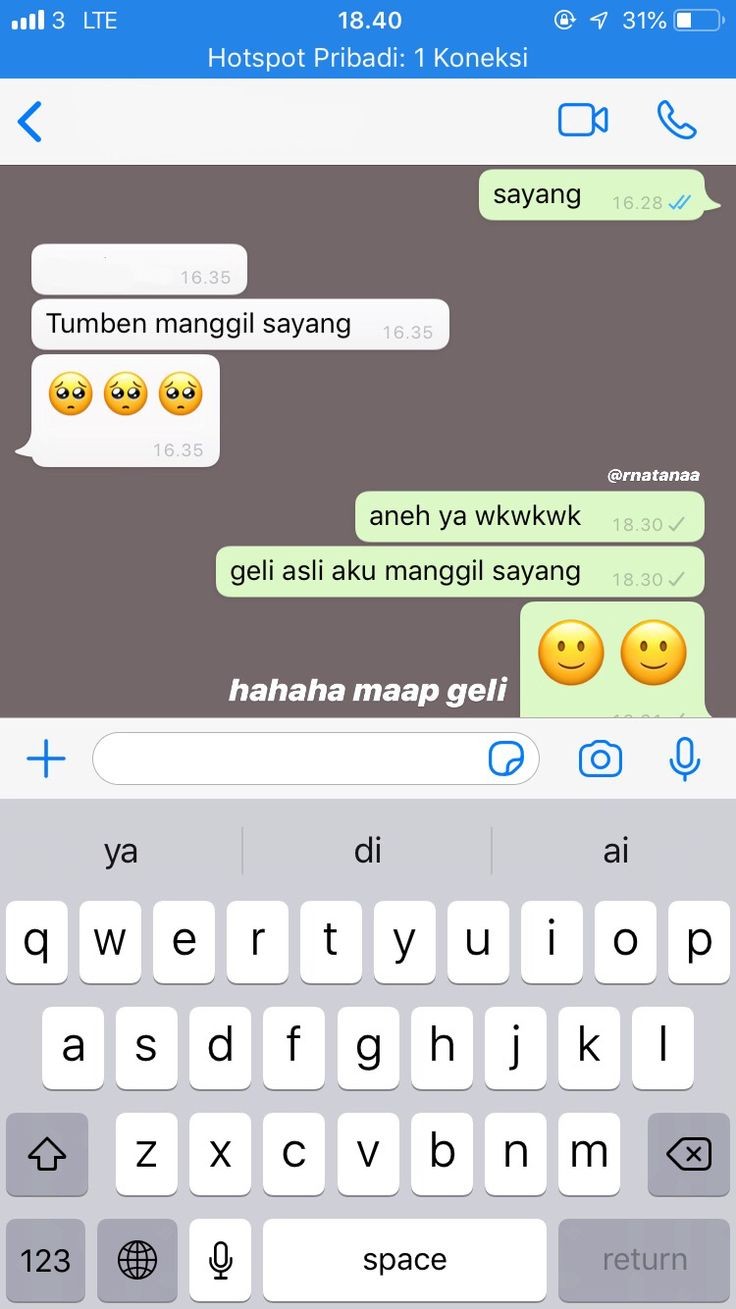 3 LTE 18.40 31%
Hotspot Pribadi: 1 Koneksi
sayang 16.28
16.35
Tumben manggil sayang 16.35
🥺🥺🥺
16.35
@rnatanaa
aneh ya wkwkwk 18.30
geli asli aku manggil sayang 18.30
🙂🙂
hahaha maap geli
ya di ai
q w e r t y u i o p
a s d f g h j k l
z x c v b n m
123 space return